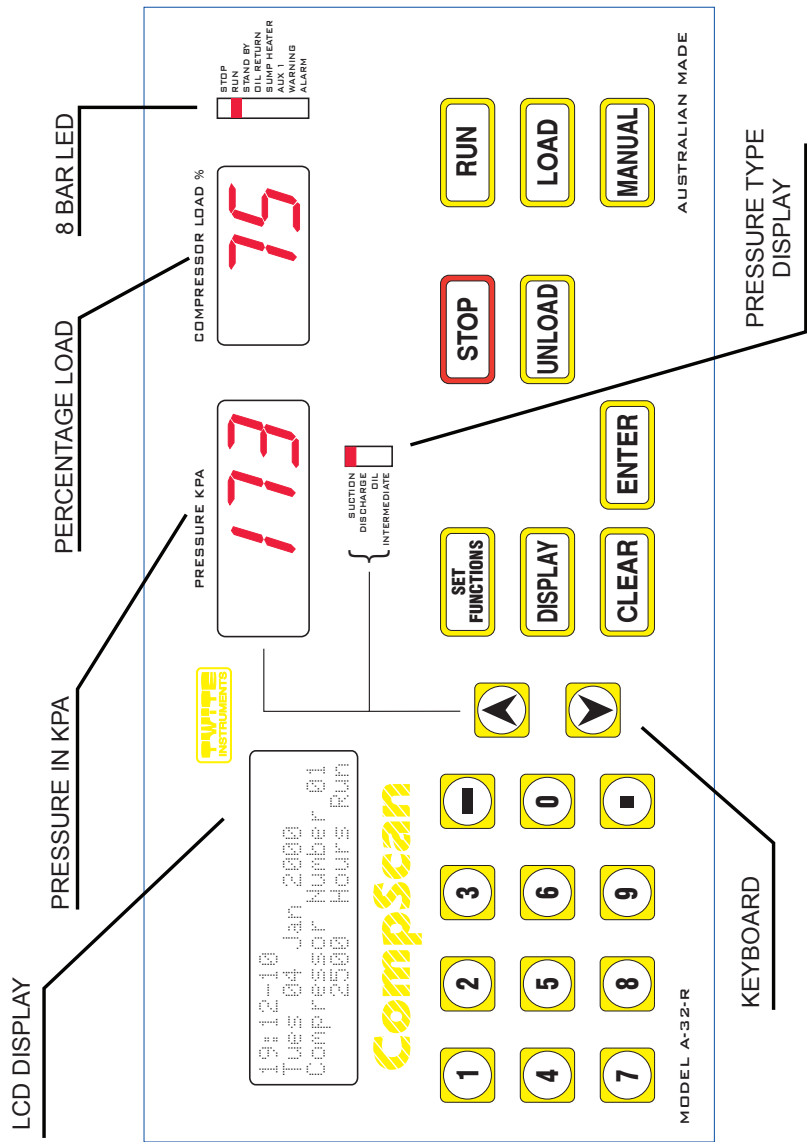 LCD DISPLAY
PRESSURE IN KPA
PERCENTAGE LOAD
8 BAR LED
19:12-10
Tues 04 Jan 2000
Compressor Number 01
2500 Hours Run
TWITE
INSTRUMENTS
CompScan
PRESSURE KPA
173
COMPRESSOR LOAD %
75
STOP
RUN
STAND BY
OIL RETURN
SUMP HEATER
AUX 1
WARNING
ALARM
SUCTION
DISCHARGE
OIL
INTERMEDIATE
1
2
3
4
5
6
0
7
8
9
SET
FUNCTIONS
DISPLAY
CLEAR
ENTER
STOP
UNLOAD
RUN
LOAD
MANUAL
MODEL A-32-R
AUSTRALIAN MADE
KEYBOARD
PRESSURE TYPE
DISPLAY